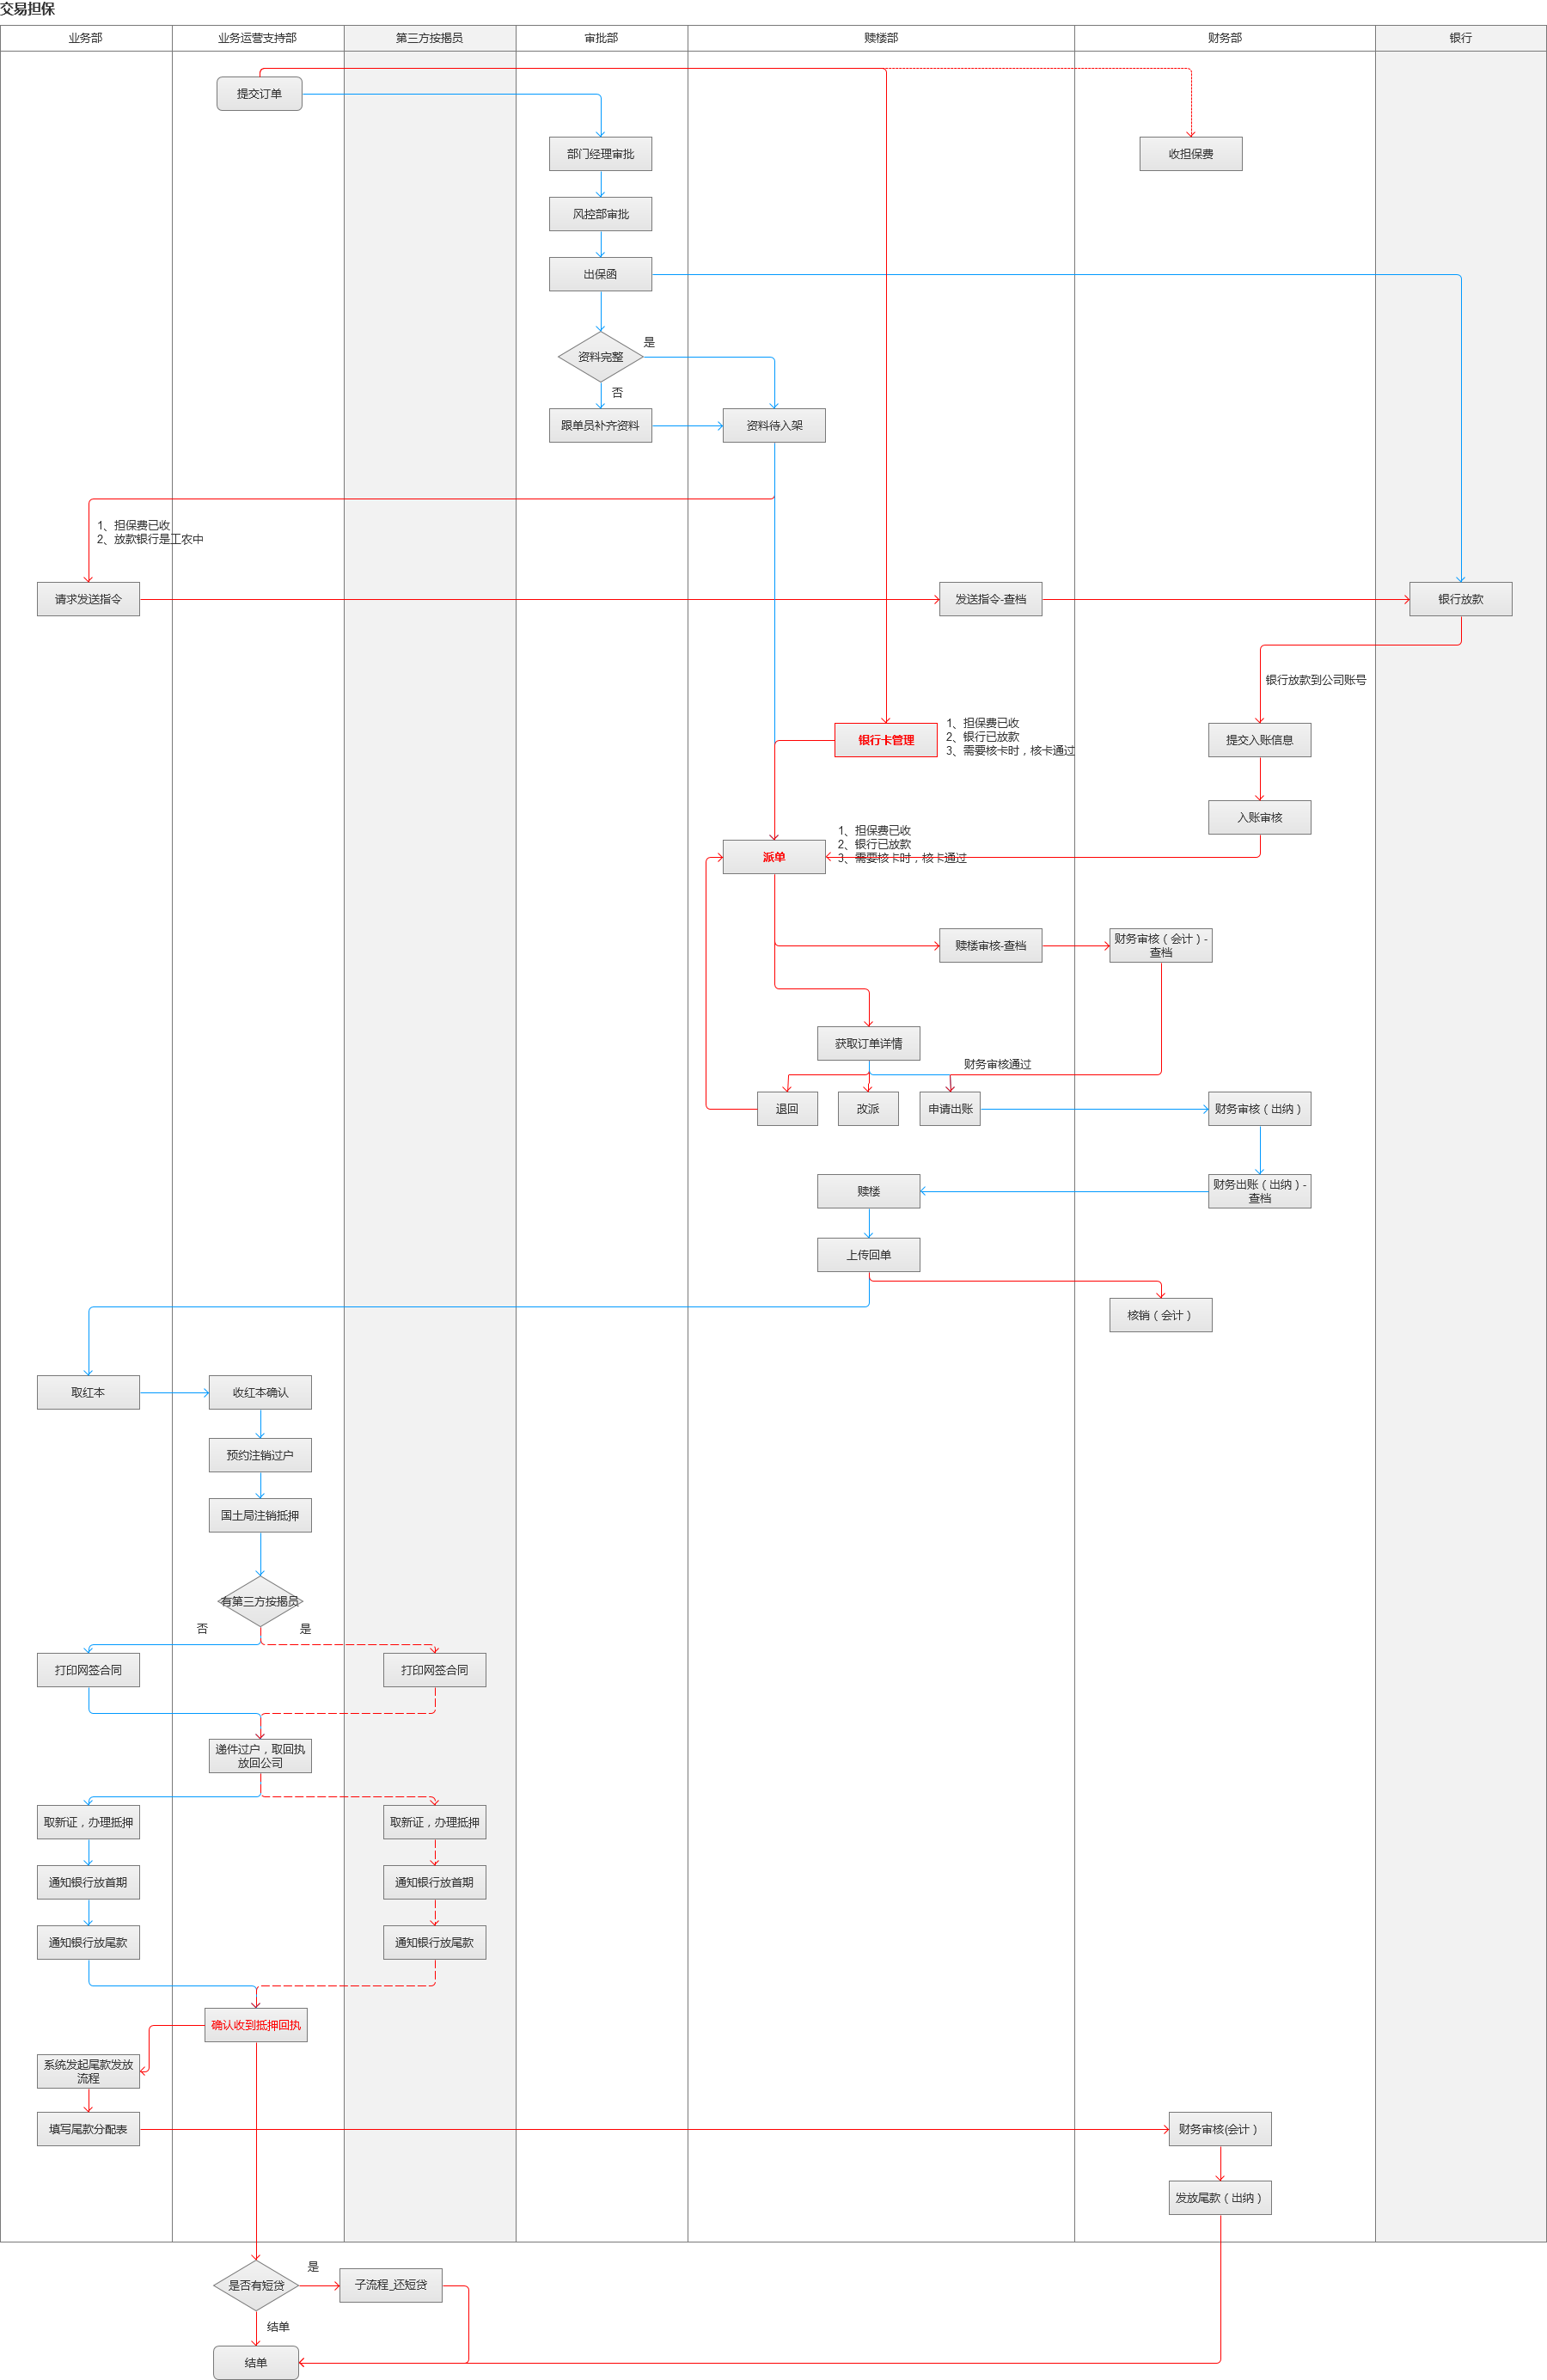 交易担保
业务部
业务运营支持部
第三方按揭员
审批部
赎楼部
财务部
银行
提交订单
部门经理审批
收担保费
风控部审批
出保函
是
资料完整
否
跟单员补齐资料
资料待入架
1、担保费已收
2、放款银行是工农中
请求发送指令
发送指令-查档
银行放款
银行放款到公司账号
银行卡管理
1、担保费已收
2、银行已放款
3、需要核卡时，核卡通过
提交入账信息
入账审核
派单
1、担保费已收
2、银行已放款
3、需要核卡时，核卡通过
赎楼审核-查档
财务审核（会计）-
查档
获取订单详情
财务审核通过
退回
改派
申请出账
财务审核（出纳）
赎楼
财务出账（出纳）-
查档
上传回单
核销（会计）
取红本
收红本确认
预约注销过户
国土局注销抵押
有第三方按揭员
否
是
打印网签合同
打印网签合同
递件过户，取回执
放回公司
取新证，办理抵押
取新证，办理抵押
通知银行放首期
通知银行放首期
通知银行放尾款
通知银行放尾款
确认收到抵押回执
系统发起尾款发放
流程
填写尾款分配表
财务审核(会计）
发放尾款（出纳）
是
是否有短贷
子流程_还短贷
结单
结单